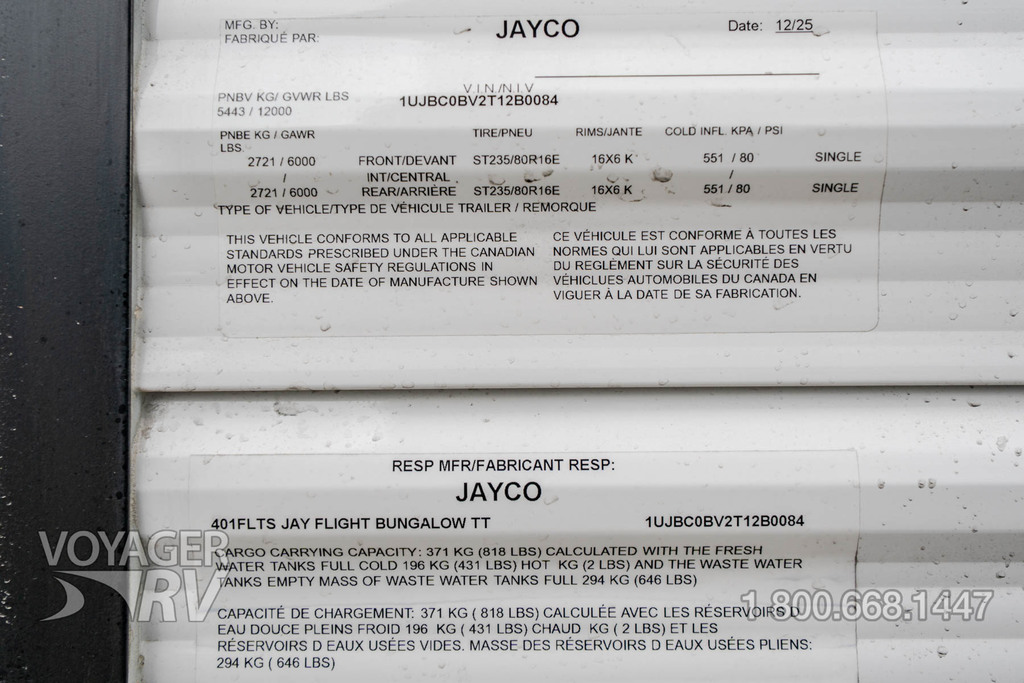 MFG. BY:
FABRIQUÉ PAR:
JAYCO
Date: 12/25
V.I.N./N.I.V
PNBV KG/ GVWR LBS
1UJBC0BV2T12B0084
5443 / 12000
PNBE KG / GAWR LBS. TIRE/PNEU RIMS/JANTE COLD INFL. KPA / PSI
2721 / 6000 FRONT/DEVANT ST235/80R16E 16X6 K 551 / 80 SINGLE
/ INT/CENTRAL /
2721 / 6000 REAR/ARRIÈRE ST235/80R16E 16X6 K 551 / 80 SINGLE
TYPE OF VEHICLE/TYPE DE VÉHICULE TRAILER / REMORQUE
THIS VEHICLE CONFORMS TO ALL APPLICABLE
STANDARDS PRESCRIBED UNDER THE CANADIAN
MOTOR VEHICLE SAFETY REGULATIONS IN
EFFECT ON THE DATE OF MANUFACTURE SHOWN
ABOVE.
CE VÉHICULE EST CONFORME À TOUTES LES
NORMES QUI LUI SONT APPLICABLES EN VERTU
DU REGLÈMENT SUR LA SÉCURITÉ DES
VÉHICLUES AUTOMOBILES DU CANADA EN
VIGUER À LA DATE DE SA FABRICATION.
RESP MFR/FABRICANT RESP:
JAYCO
401FLTS JAY FLIGHT BUNGALOW TT 1UJBC0BV2T12B0084
CARGO CARRYING CAPACITY: 371 KG (818 LBS) CALCULATED WITH THE FRESH
WATER TANKS FULL COLD 196 KG (431 LBS) HOT KG (2 LBS) AND THE WASTE WATER
TANKS EMPTY MASS OF WASTE WATER TANKS FULL 294 KG (646 LBS)
CAPACITÉ DE CHARGEMENT: 371 KG ( 818 LBS) CALCULÉE AVEC LES RÉSERVOIRS D
EAU DOUCE PLEINS FROID 196 KG ( 431 LBS) CHAUD KG ( 2 LBS) ET LES
RÉSERVOIRS D EAUX USÉES VIDES. MASSE DES RÉSERVOIRS D EAUX USÉES PLIENS:
294 KG ( 646 LBS)
VOYAGER
RV
1.800.668.1447